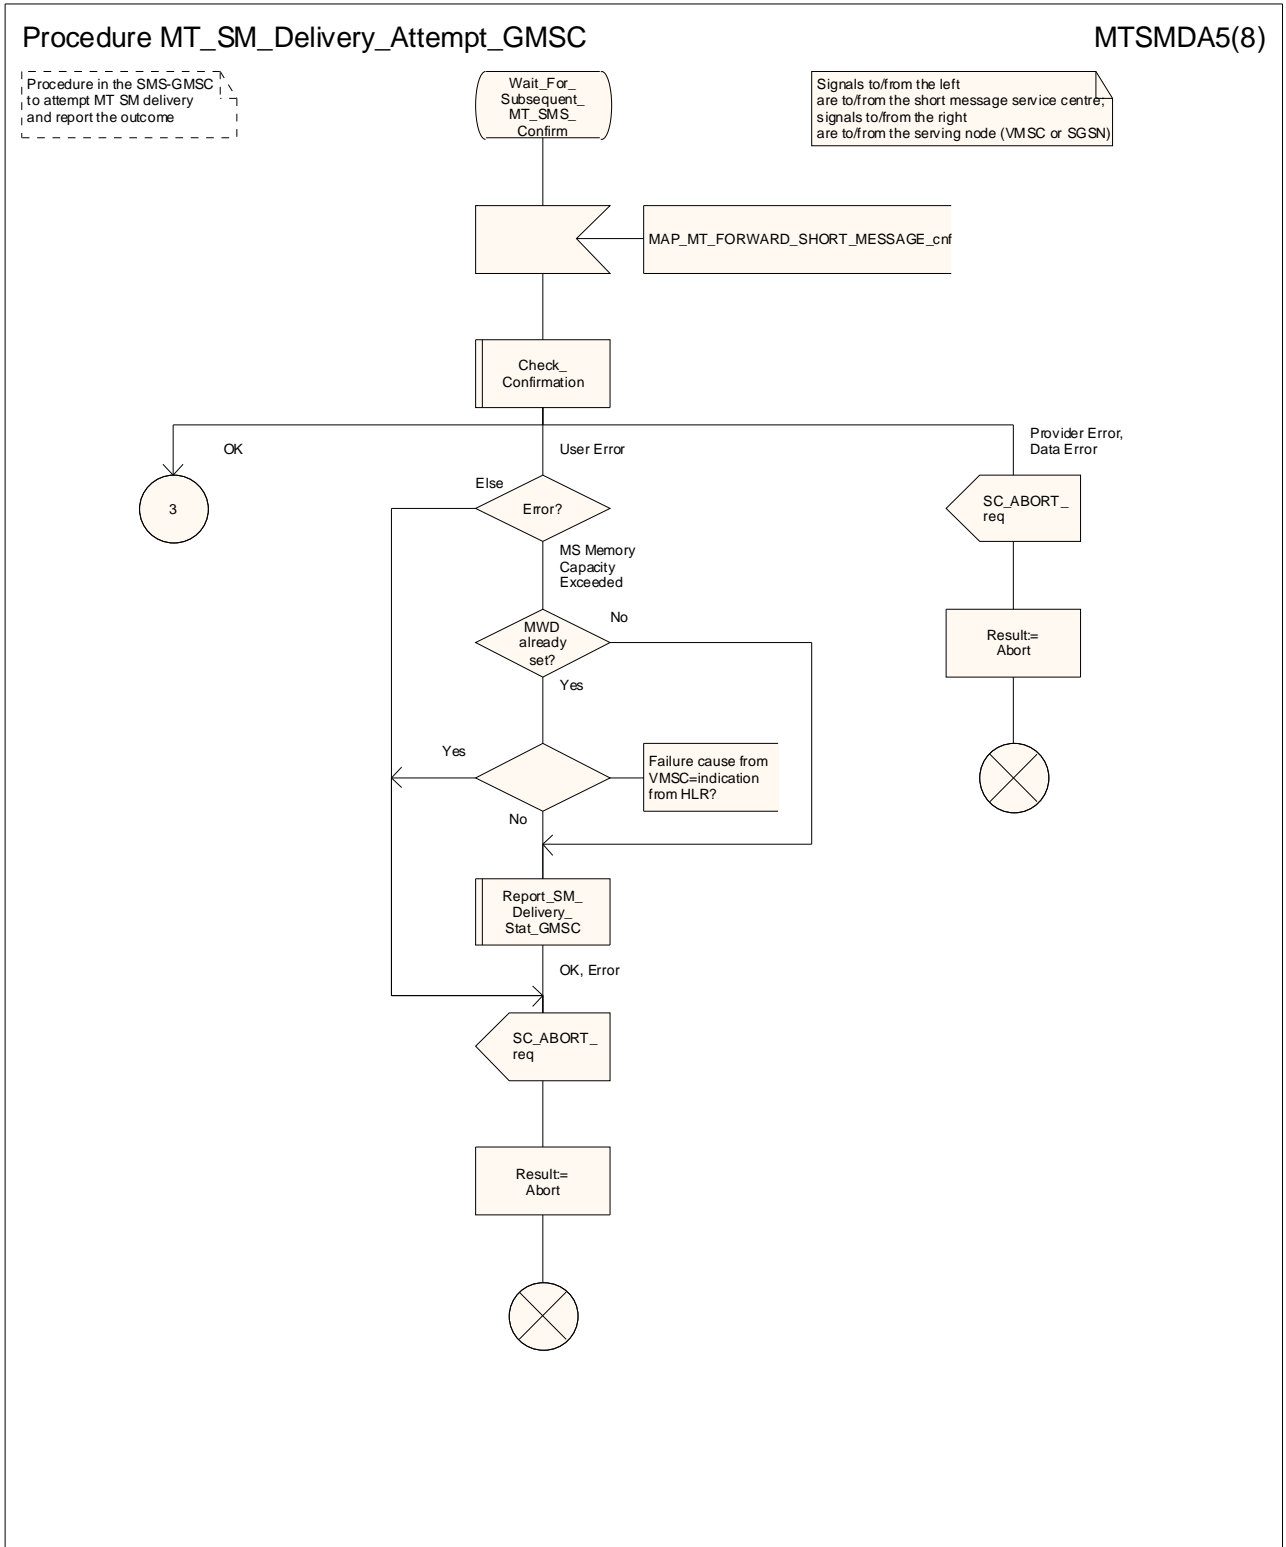 Procedure MT_SM_Delivery_Attempt_GMSC
MTSMDA5(8)
Procedure in the SMS-GMSC
to attempt MT SM delivery
and report the outcome
Wait_For_
Subsequent_
MT_SMS_
Confirm
Signals to/from the left
are to/from the short message service centre;
signals to/from the right
are to/from the serving node (VMSC or SGSN)
MAP_MT_FORWARD_SHORT_MESSAGE_cnf
Check_
Confirmation
OK
User Error
Provider Error,
Data Error
3
Else
Error?
SC_ABORT_
req
MS Memory
Capacity
Exceeded
MWD
already
set?
No
Yes
Result:=
Abort
Yes
Failure cause from
VMSC=indication
from HLR?
No
Report_SM_
Delivery_
Stat_GMSC
OK, Error
SC_ABORT_
req
Result:=
Abort